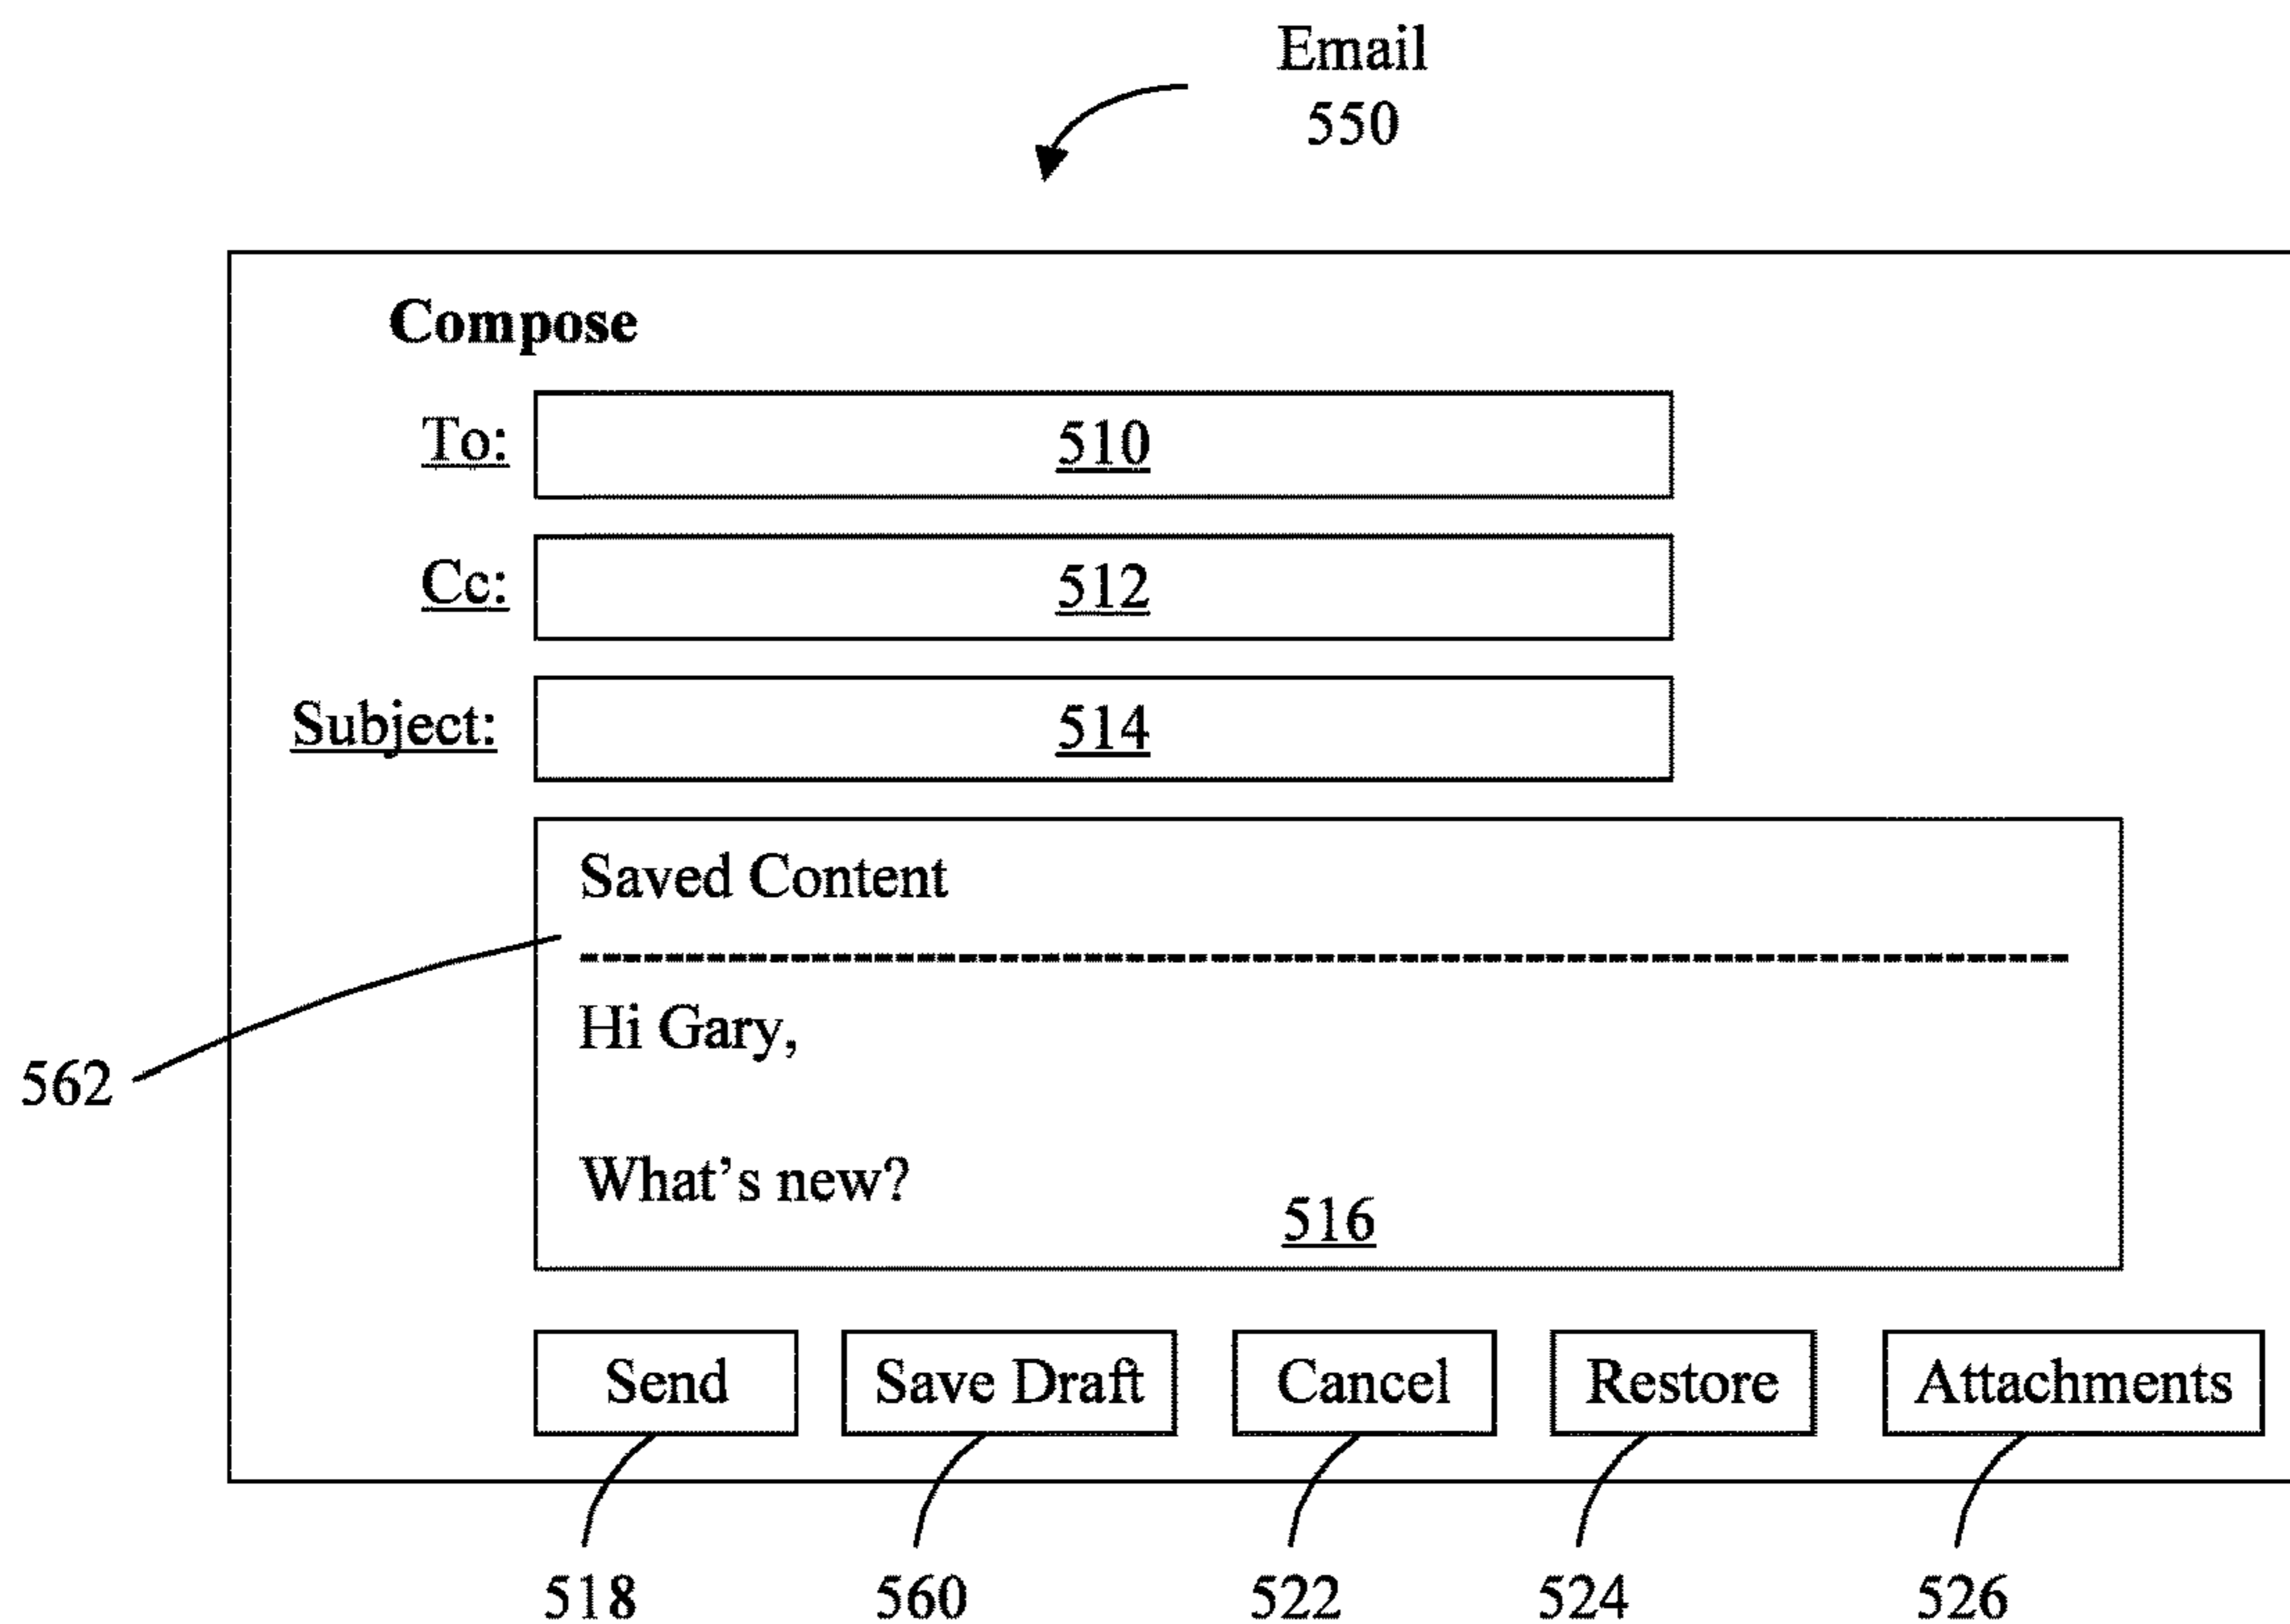 Email
550
Compose
To: 510
Cc: 512
Subject: 514
Saved Content
-----------------------------------------------------------------------
Hi Gary,
562
What's new?
516
Send Save Draft Cancel Restore Attachments
518 560 522 524 526